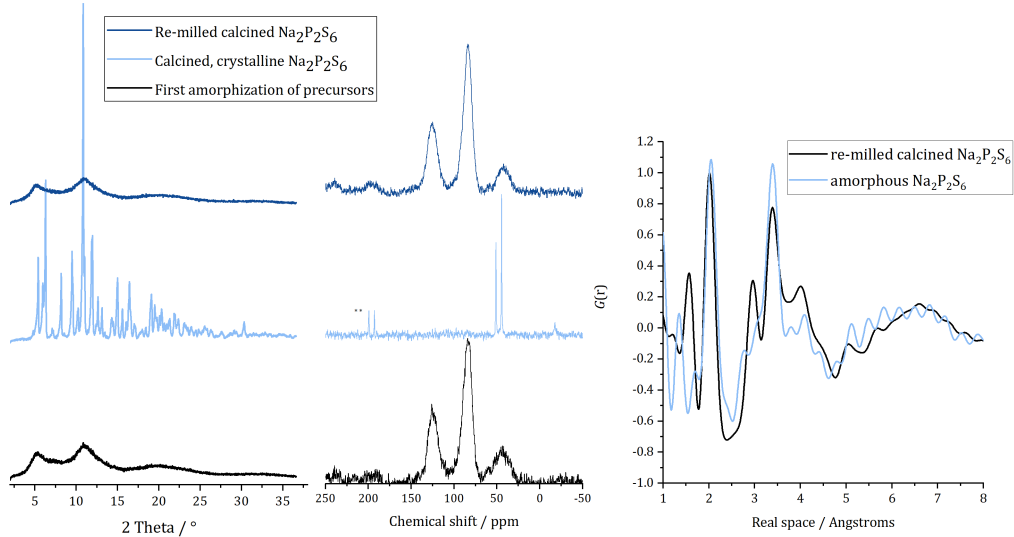 Re-milled calcined Na₂P₂S₆
Calcined, crystalline Na₂P₂S₆
First amorphization of precursors
**
5 10 15 20 25 30 35
2 Theta / °
250 200 150 100 50 0 -50
Chemical shift / ppm
re-milled calcined Na₂P₂S₆
amorphous Na₂P₂S₆
1.2
1.0
0.8
0.6
0.4
0.2
0.0
-0.2
-0.4
-0.6
-0.8
-1.0
G(r)
1 2 3 4 5 6 7 8
Real space / Angstroms